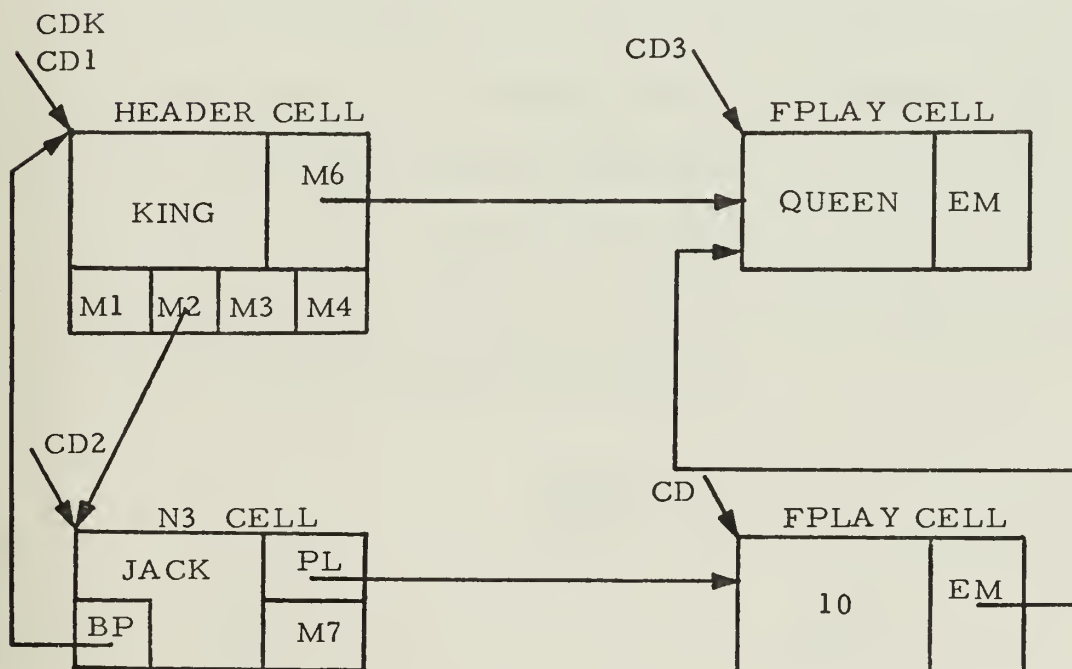 CDK
CD1
CD3
HEADER CELL
FPLAY CELL
M6
KING
QUEEN
EM
M1
M2
M3
M4
CD2
CD
N3 CELL
FPLAY CELL
JACK
PL
10
EM
BP
M7